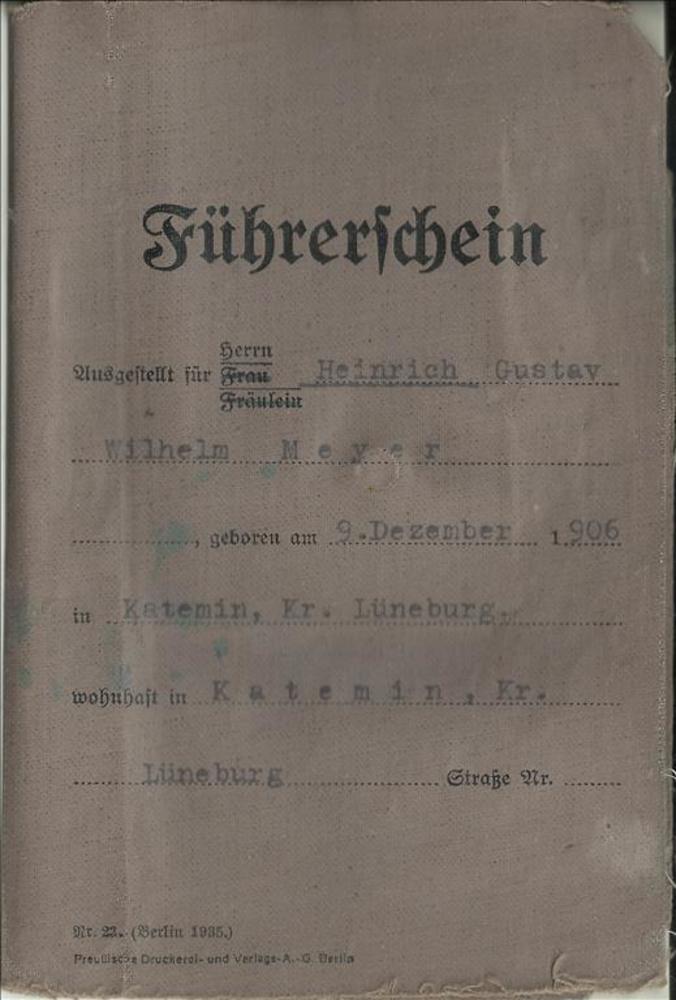 Führerschein
Herrn
Ausgestellt für Frau Heinrich Gustav
Fräulein
Wilhelm Meyer
, geboren am 9.Dezember 1906
in Katemin, Kr. Lüneburg.
wohnhaft in Katemin, Kr.
Lüneburg Straße Nr.
Nr. 23. (Berlin 1935.)
Preußische Druckerei- und Verlags-A.-G. Berlin